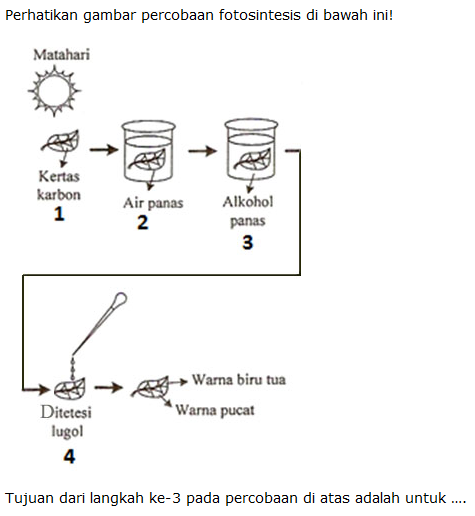 Perhatikan gambar percobaan fotosintesis di bawah ini!
Matahari
Kertas
karbon
1
Air panas
2
Alkohol
panas
3
Ditetesi
lugol
4
Warna biru tua
Warna pucat
Tujuan dari langkah ke-3 pada percobaan di atas adalah untuk ....